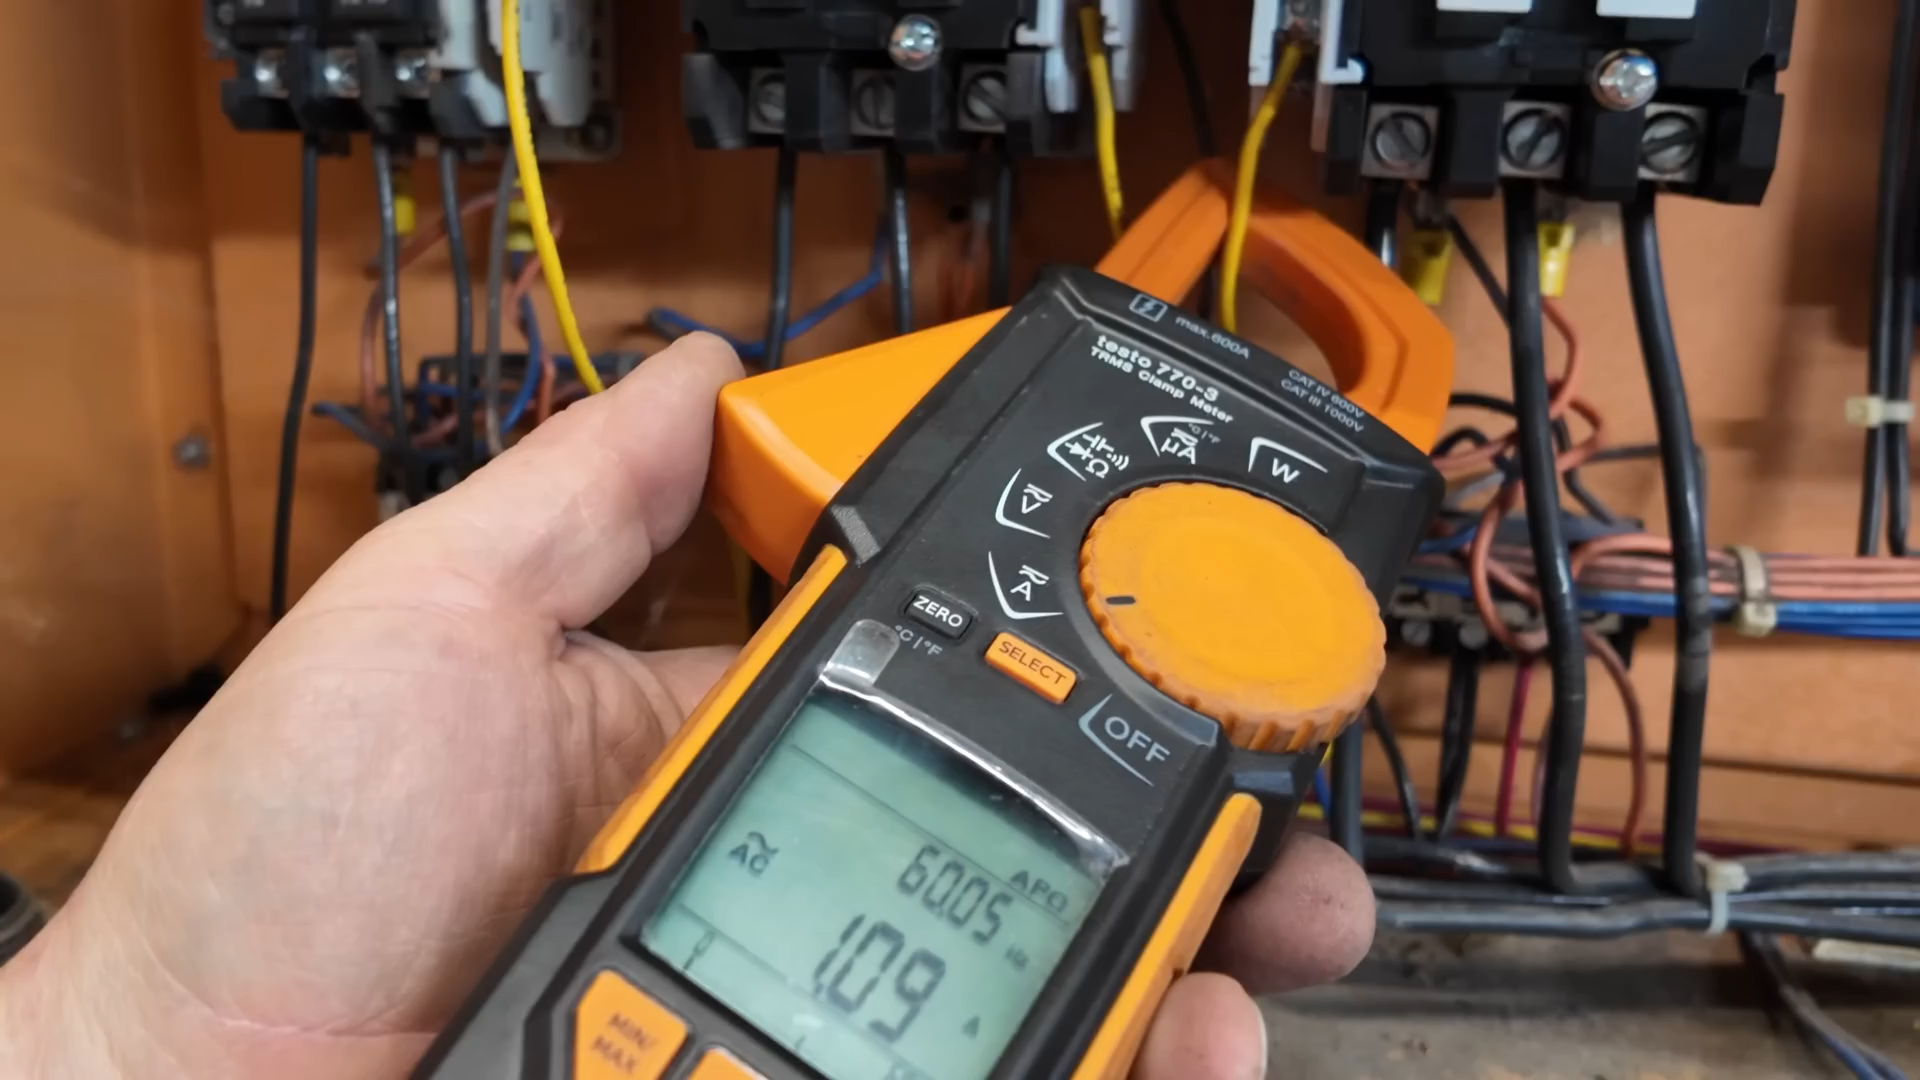 max. 600A
testo 770-3
TRMS Clamp Meter
CAT IV 600V
CAT III 1000V
°C | °F
µA
W
Ω
V
A
ZERO
°C | °F
SELECT
OFF
APO
60.05 Hz
AC
1.09 A
MIN/
MAX